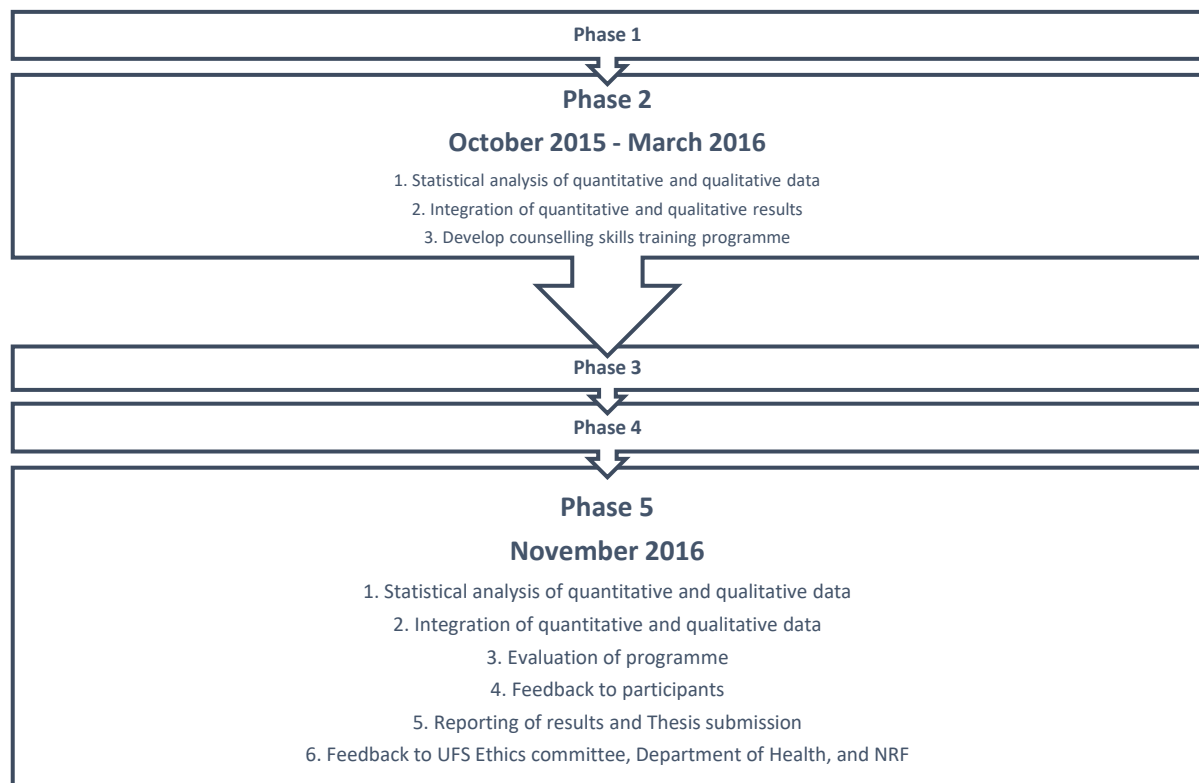 Phase 1
Phase 2
October 2015 - March 2016
1. Statistical analysis of quantitative and qualitative data
2. Integration of quantitative and qualitative results
3. Develop counselling skills training programme
Phase 3
Phase 4
Phase 5
November 2016
1. Statistical analysis of quantitative and qualitative data
2. Integration of quantitative and qualitative data
3. Evaluation of programme
4. Feedback to participants
5. Reporting of results and Thesis submission
6. Feedback to UFS Ethics committee, Department of Health, and NRF